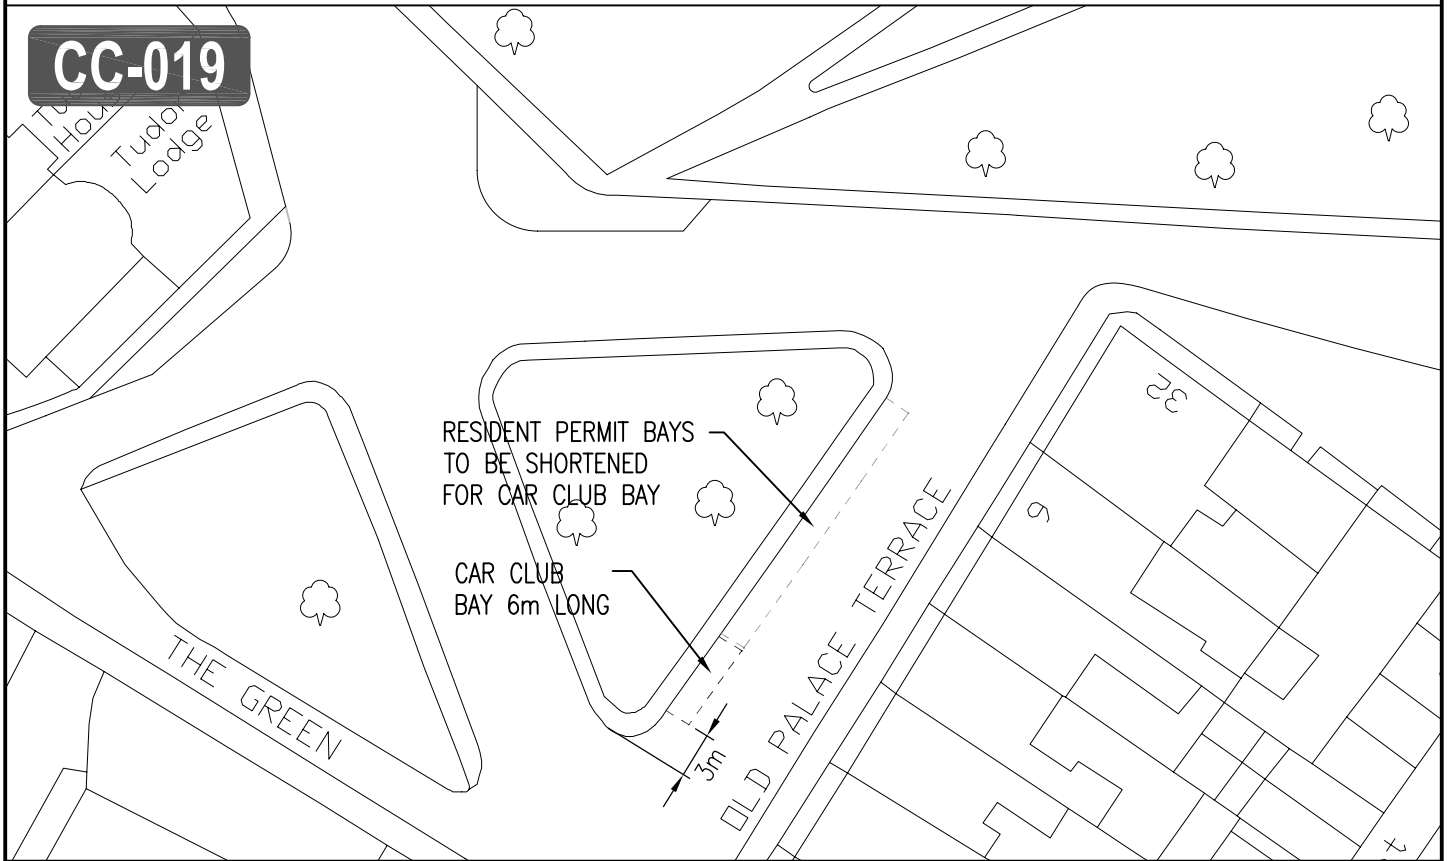 CC-019
Tudor
Lodge
RESIDENT PERMIT BAYS
TO BE SHORTENED
FOR CAR CLUB BAY
CAR CLUB
BAY 6m LONG
THE GREEN
OLD PALACE TERRACE
3m
32
6